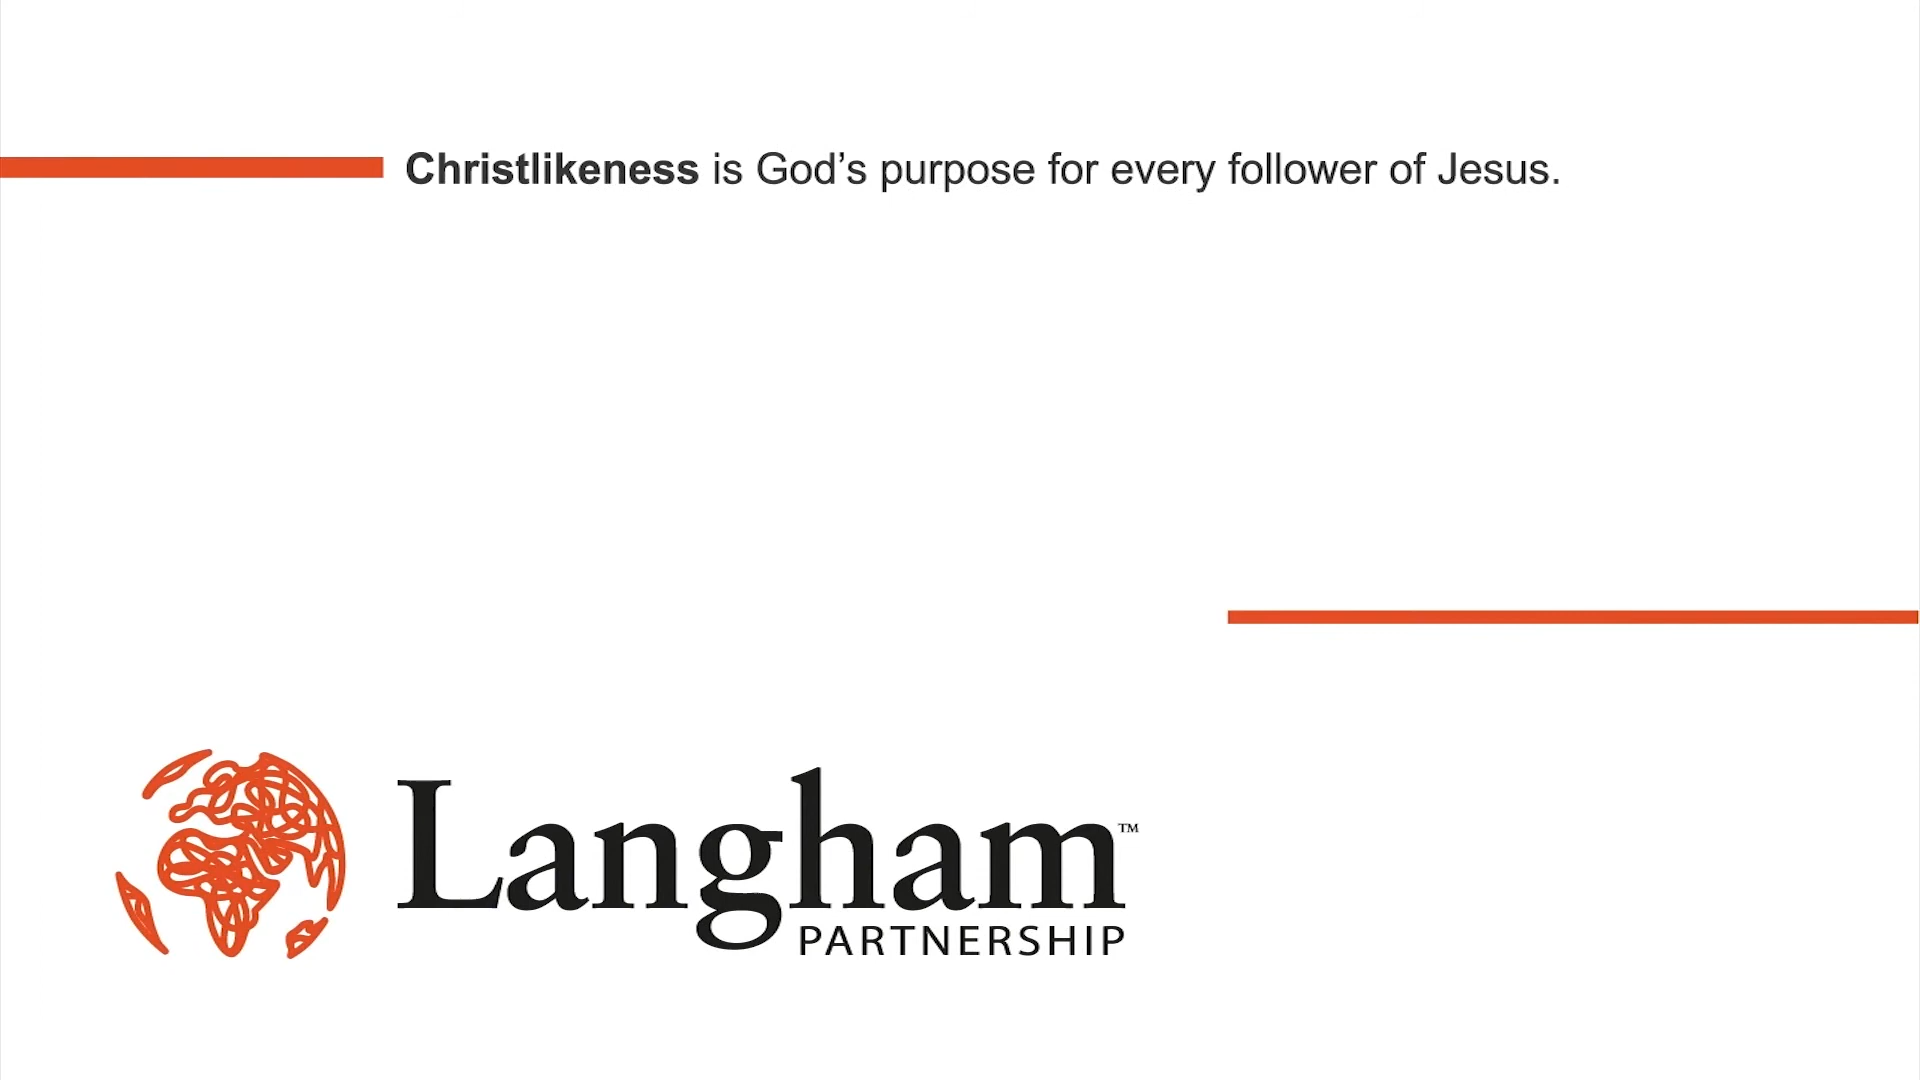 Christlikeness is God’s purpose for every follower of Jesus.
Langham™
PARTNERSHIP